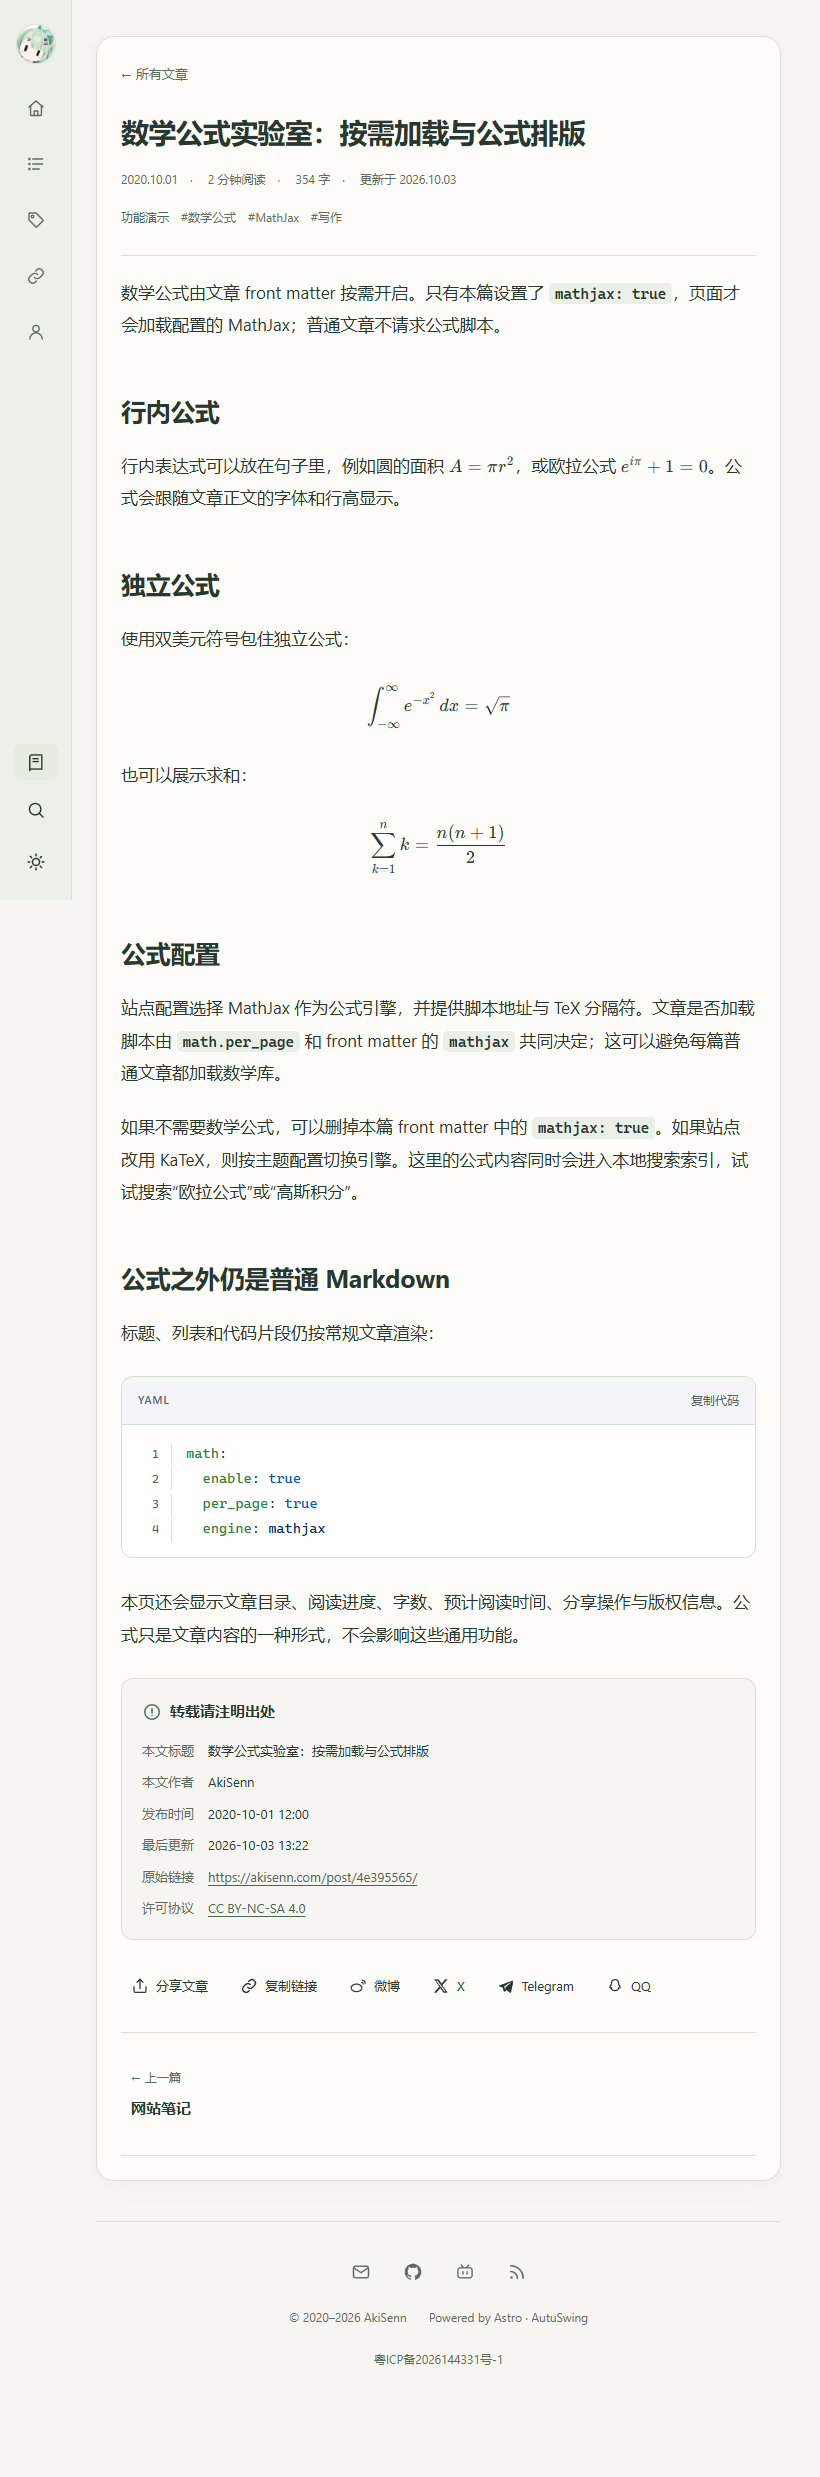 ← 所有文章
数学公式实验室：按需加载与公式排版
2020.10.01 · 2 分钟阅读 · 354 字 · 更新于 2026.10.03
功能演示 #数学公式 #MathJax #写作
数学公式由文章 front matter 按需开启。只有本篇设置了 mathjax: true，页面才
会加载配置的 MathJax；普通文章不请求公式脚本。
行内公式
行内表达式可以放在句子里，例如圆的面积 A = πr²，或欧拉公式 e^{iπ} + 1 = 0。公
式会跟随文章正文的字体和行高显示。
独立公式
使用双美元符号包住独立公式：
∫_{-∞}^{∞} e^{-x²} dx = √π
也可以展示求和：
∑_{k=1}^{n} k = n(n + 1)/2
公式配置
站点配置选择 MathJax 作为公式引擎，并提供脚本地址与 TeX 分隔符。文章是否加载
脚本由 math.per_page 和 front matter 的 mathjax 共同决定；这可以避免每篇普
通文章都加载数学库。
如果不需要数学公式，可以删掉本篇 front matter 中的 mathjax: true。如果站点
改用 KaTeX，则按主题配置切换引擎。这里的公式内容同时会进入本地搜索索引，试
试搜索“欧拉公式”或“高斯积分”。
公式之外仍是普通 Markdown
标题、列表和代码片段仍按常规文章渲染：
YAML 复制代码
1 math:
2   enable: true
3   per_page: true
4   engine: mathjax
本页还会显示文章目录、阅读进度、字数、预计阅读时间、分享操作与版权信息。公
式只是文章内容的一种形式，不会影响这些通用功能。
转载请注明出处
本文标题 数学公式实验室：按需加载与公式排版
本文作者 AkiSenn
发布时间 2020-10-01 12:00
最后更新 2026-10-03 13:22
原始链接 https://akisenn.com/post/4e395565/
许可协议 CC BY-NC-SA 4.0
分享文章 复制链接 微博 X Telegram QQ
← 上一篇
网站笔记
© 2020–2026 AkiSenn Powered by Astro · AutuSwing
粤ICP备2026144331号-1